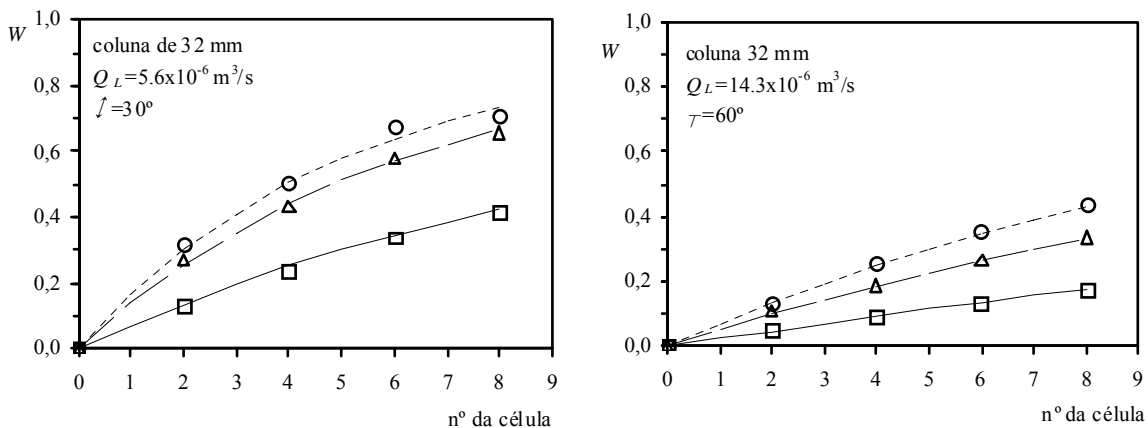 W
1,0
0,8
0,6
0,4
0,2
0,0
coluna de 32 mm
Q L=5.6x10⁻⁶ m³/s
=30º
0 1 2 3 4 5 6 7 8 9
nº da célula
W
1,0
0,8
0,6
0,4
0,2
0,0
coluna 32 mm
Q L=14.3x10⁻⁶ m³/s
=60º
0 1 2 3 4 5 6 7 8 9
nº da célula